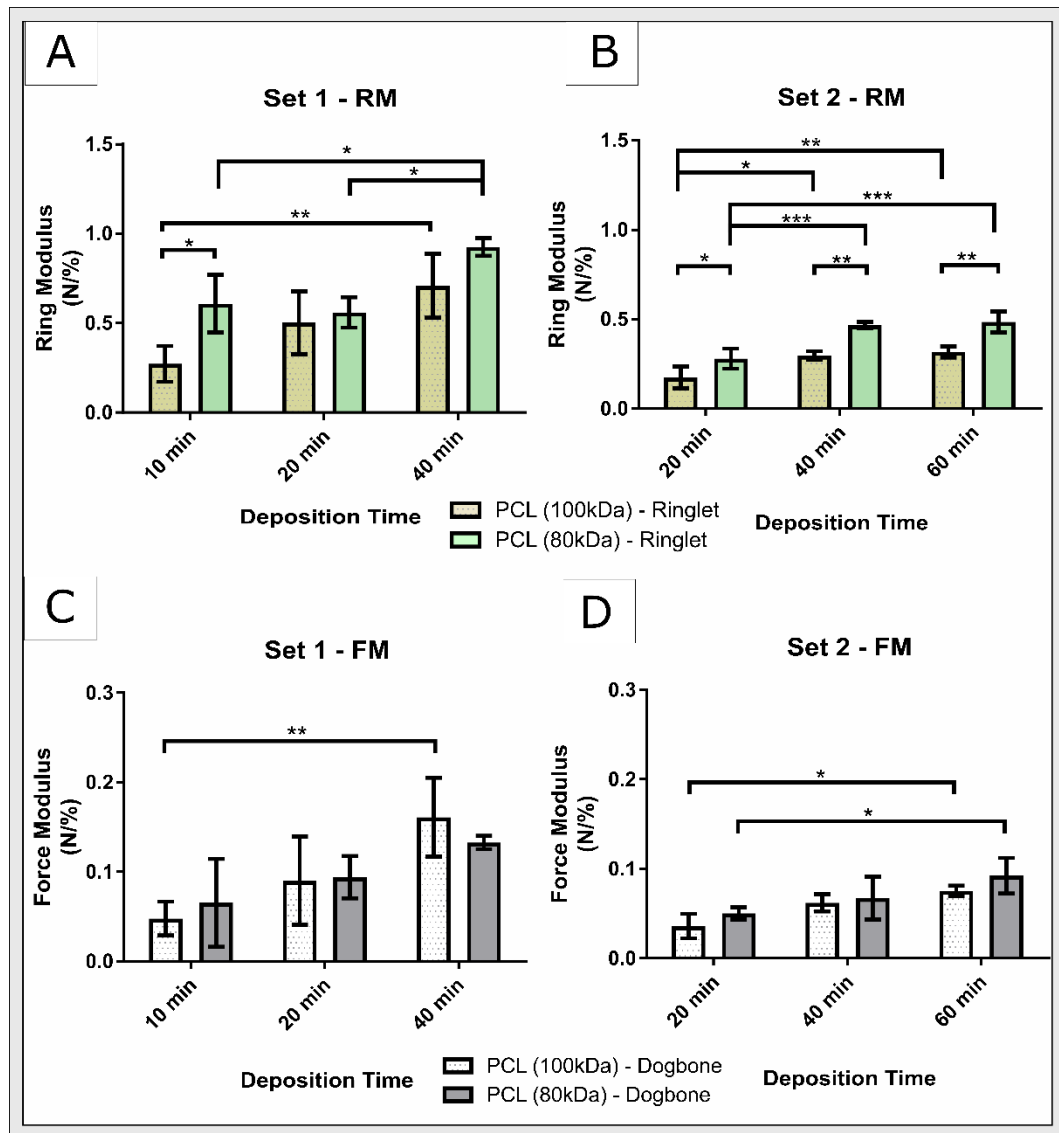 A
B
Set 1 - RM
Set 2 - RM
Ring Modulus
(N/%)
1.5
1.0
0.5
0.0
*
*
**
*
10 min
20 min
40 min
Deposition Time
Ring Modulus
(N/%)
1.5
1.0
0.5
0.0
**
*
***
***
*
**
**
20 min
40 min
60 min
Deposition Time
PCL (100kDa) - Ringlet
PCL (80kDa) - Ringlet
C
D
Set 1 - FM
Set 2 - FM
Force Modulus
(N/%)
0.3
0.2
0.1
0.0
**
10 min
20 min
40 min
Deposition Time
Force Modulus
(N/%)
0.3
0.2
0.1
0.0
*
*
20 min
40 min
60 min
Deposition Time
PCL (100kDa) - Dogbone
PCL (80kDa) - Dogbone